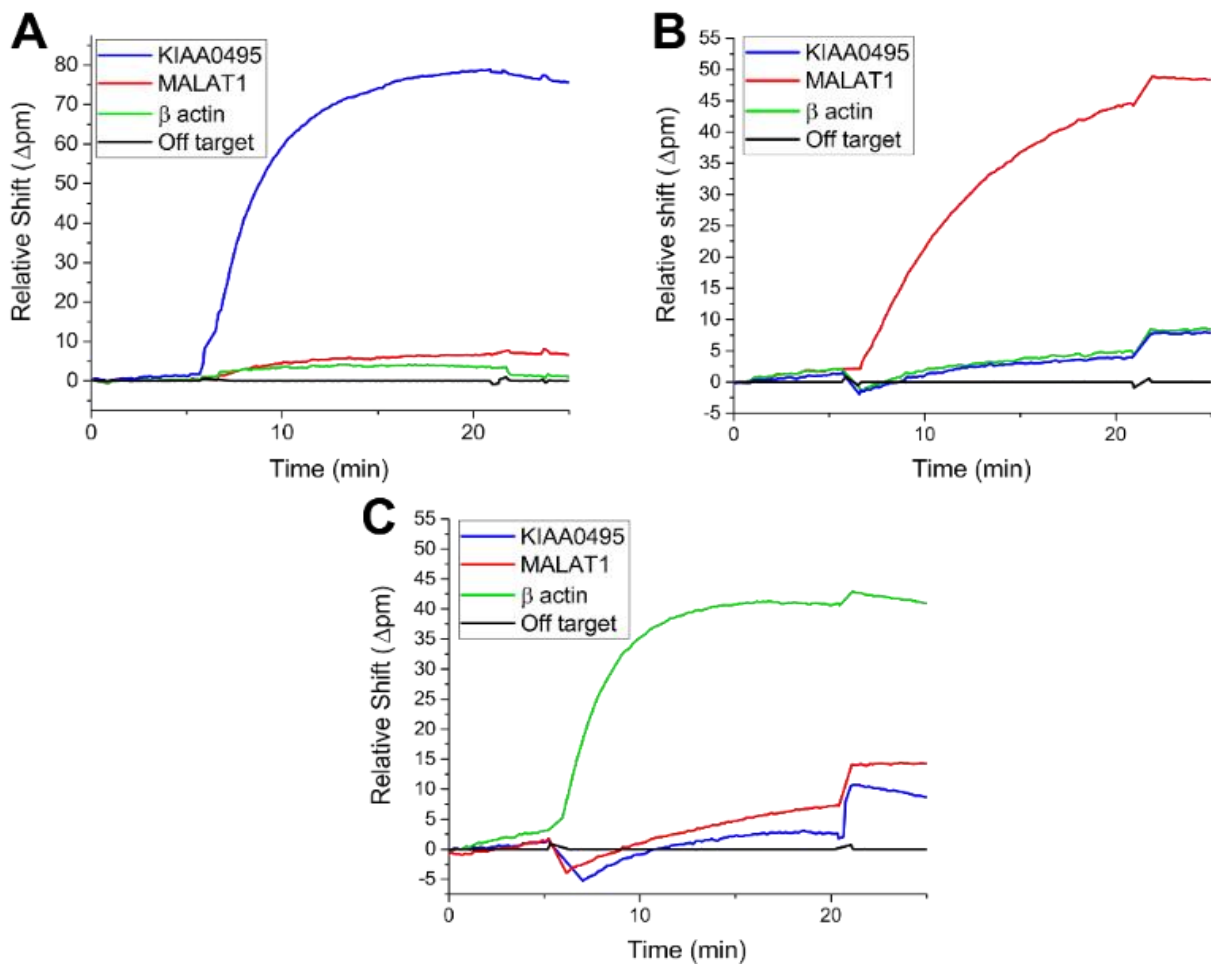 A
KIAA0495
MALAT1
β actin
Off target
Relative Shift (Δpm)
80
70
60
50
40
30
20
10
0
0
10
20
Time (min)
B
KIAA0495
MALAT1
β actin
Off target
Relative shift (Δpm)
55
50
45
40
35
30
25
20
15
10
5
0
-5
0
10
20
Time (min)
C
KIAA0495
MALAT1
β actin
Off target
Relative Shift (Δpm)
55
50
45
40
35
30
25
20
15
10
5
0
-5
0
10
20
Time (min)